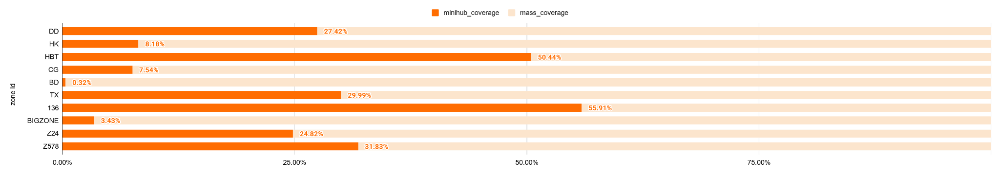 minihub_coverage mass_coverage
DD 27.42%
HK 8.18%
HBT 50.44%
CG 7.54%
BD 0.32%
TX 29.99%
136 55.91%
BIGZONE 3.43%
Z24 24.82%
Z578 31.83%
zone id
0.00% 25.00% 50.00% 75.00%